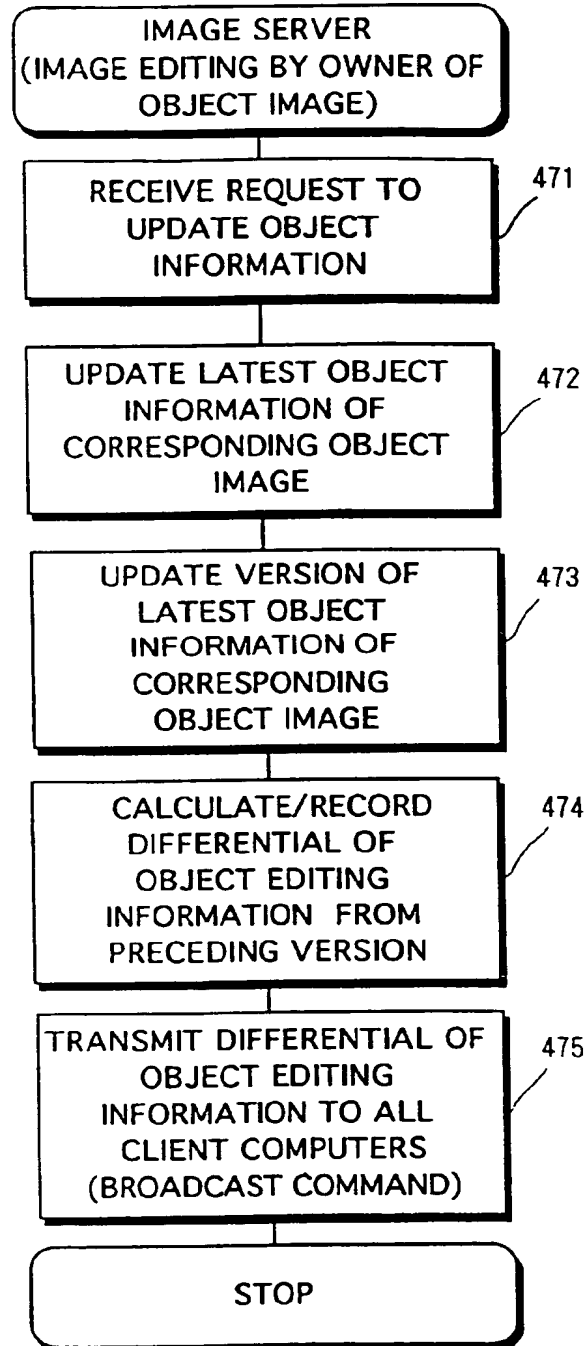 IMAGE SERVER
(IMAGE EDITING BY OWNER OF
OBJECT IMAGE)
RECEIVE REQUEST TO
UPDATE OBJECT
INFORMATION
471
UPDATE LATEST OBJECT
INFORMATION OF
CORRESPONDING OBJECT
IMAGE
472
UPDATE VERSION OF
LATEST OBJECT
INFORMATION OF
CORRESPONDING
OBJECT IMAGE
473
CALCULATE/RECORD
DIFFERENTIAL OF
OBJECT EDITING
INFORMATION FROM
PRECEDING VERSION
474
TRANSMIT DIFFERENTIAL OF
OBJECT EDITING
INFORMATION TO ALL
CLIENT COMPUTERS
(BROADCAST COMMAND)
475
STOP